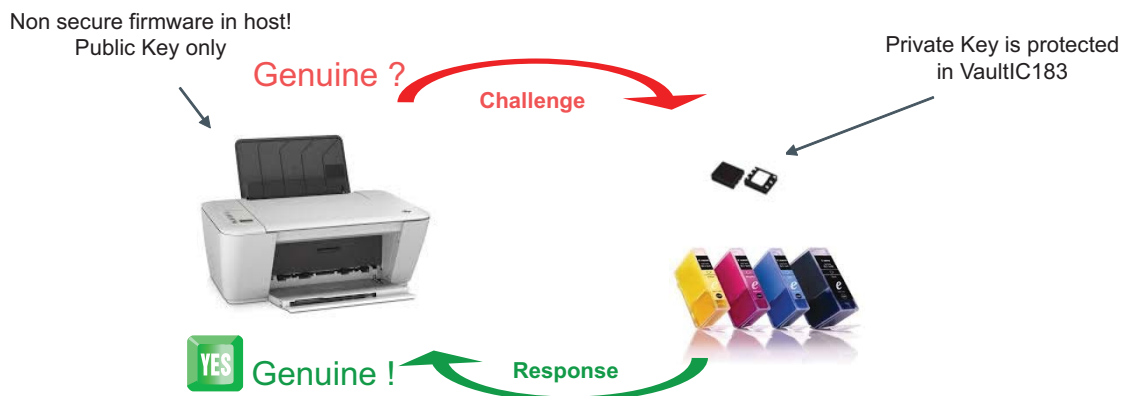 Non secure firmware in host!
Public Key only
Private Key is protected
in VaultIC183
Genuine ?
Challenge
YES
Genuine !
Response